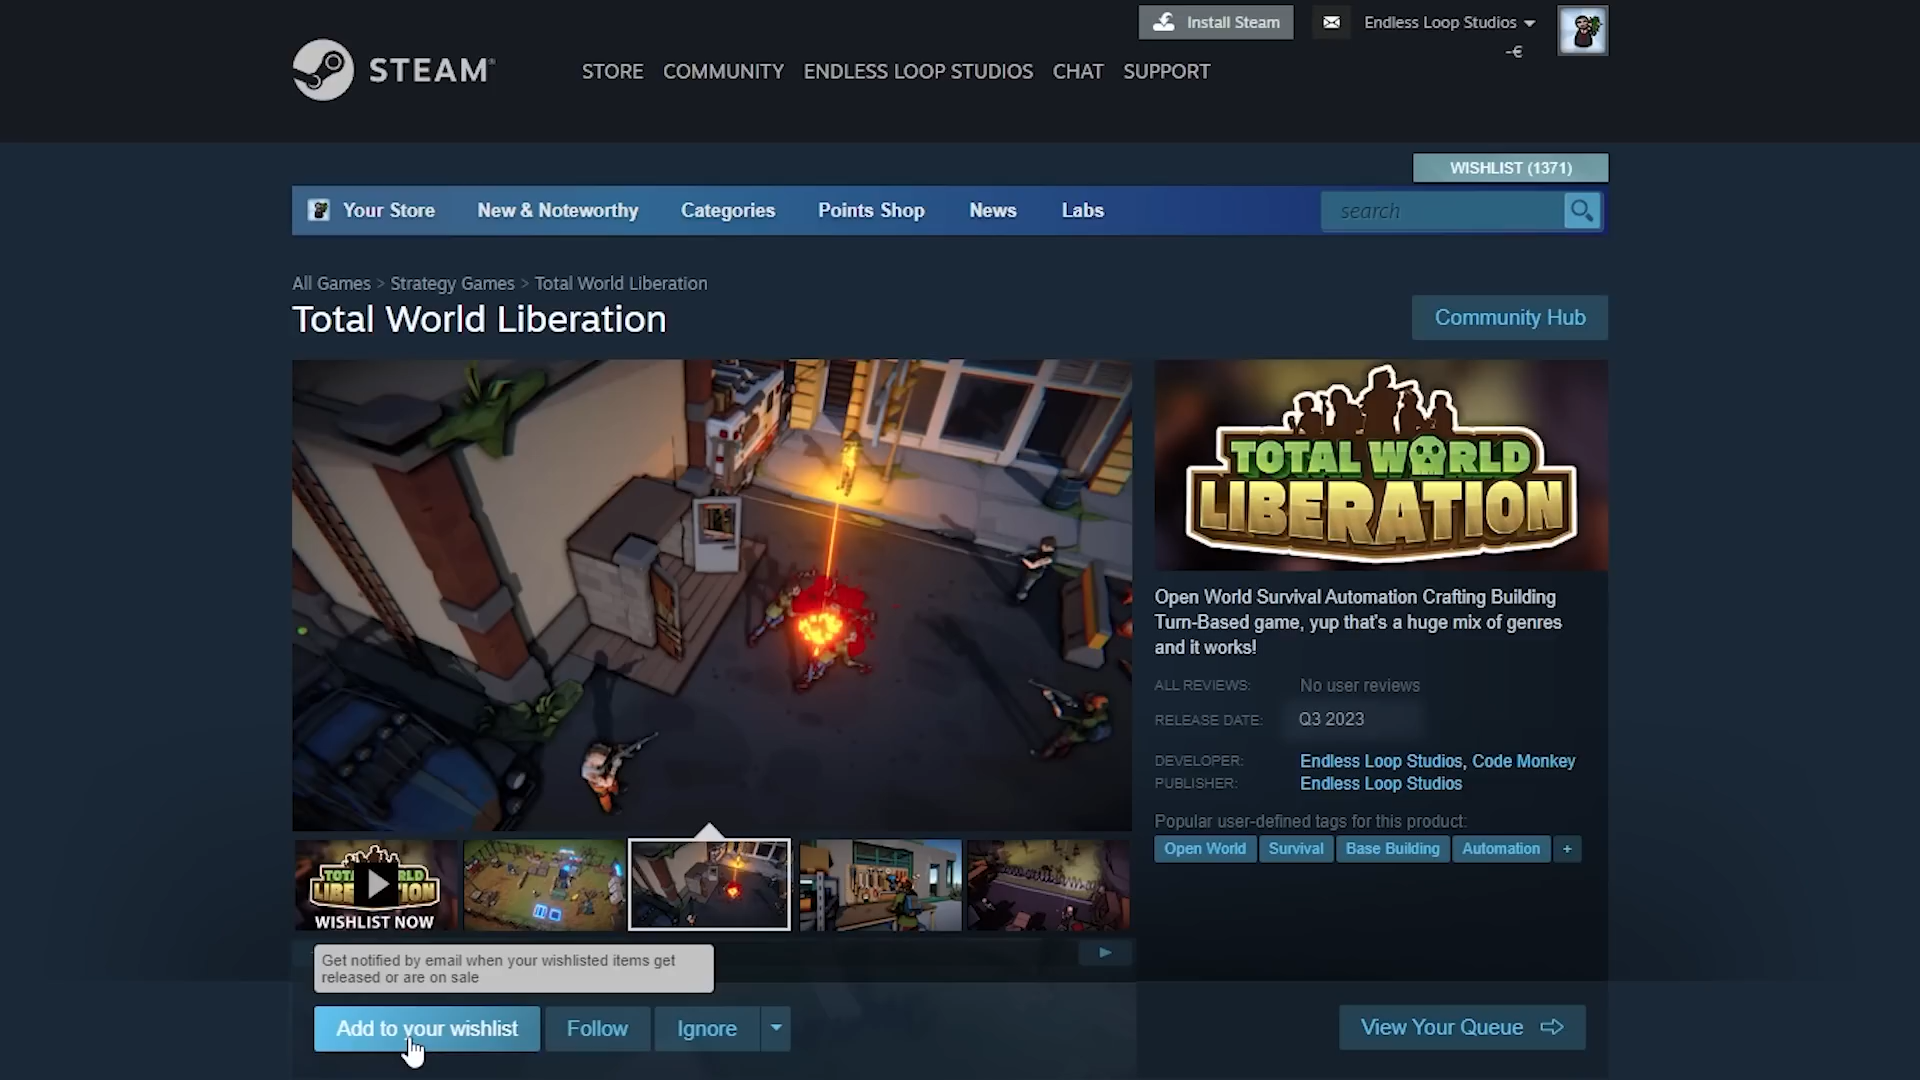 Install Steam
Endless Loop Studios
-€
STEAM®
STORE COMMUNITY ENDLESS LOOP STUDIOS CHAT SUPPORT
WISHLIST (1371)
Your Store New & Noteworthy Categories Points Shop News Labs search
All Games > Strategy Games > Total World Liberation
Total World Liberation
Community Hub
TOTAL WORLD
LIBERATION
Open World Survival Automation Crafting Building
Turn-Based game, yup that's a huge mix of genres
and it works!
ALL REVIEWS: No user reviews
RELEASE DATE: Q3 2023
DEVELOPER: Endless Loop Studios, Code Monkey
PUBLISHER: Endless Loop Studios
Popular user-defined tags for this product:
Open World Survival Base Building Automation +
WISHLIST NOW
Get notified by email when your wishlisted items get
released or are on sale
Add to your wishlist Follow Ignore
View Your Queue